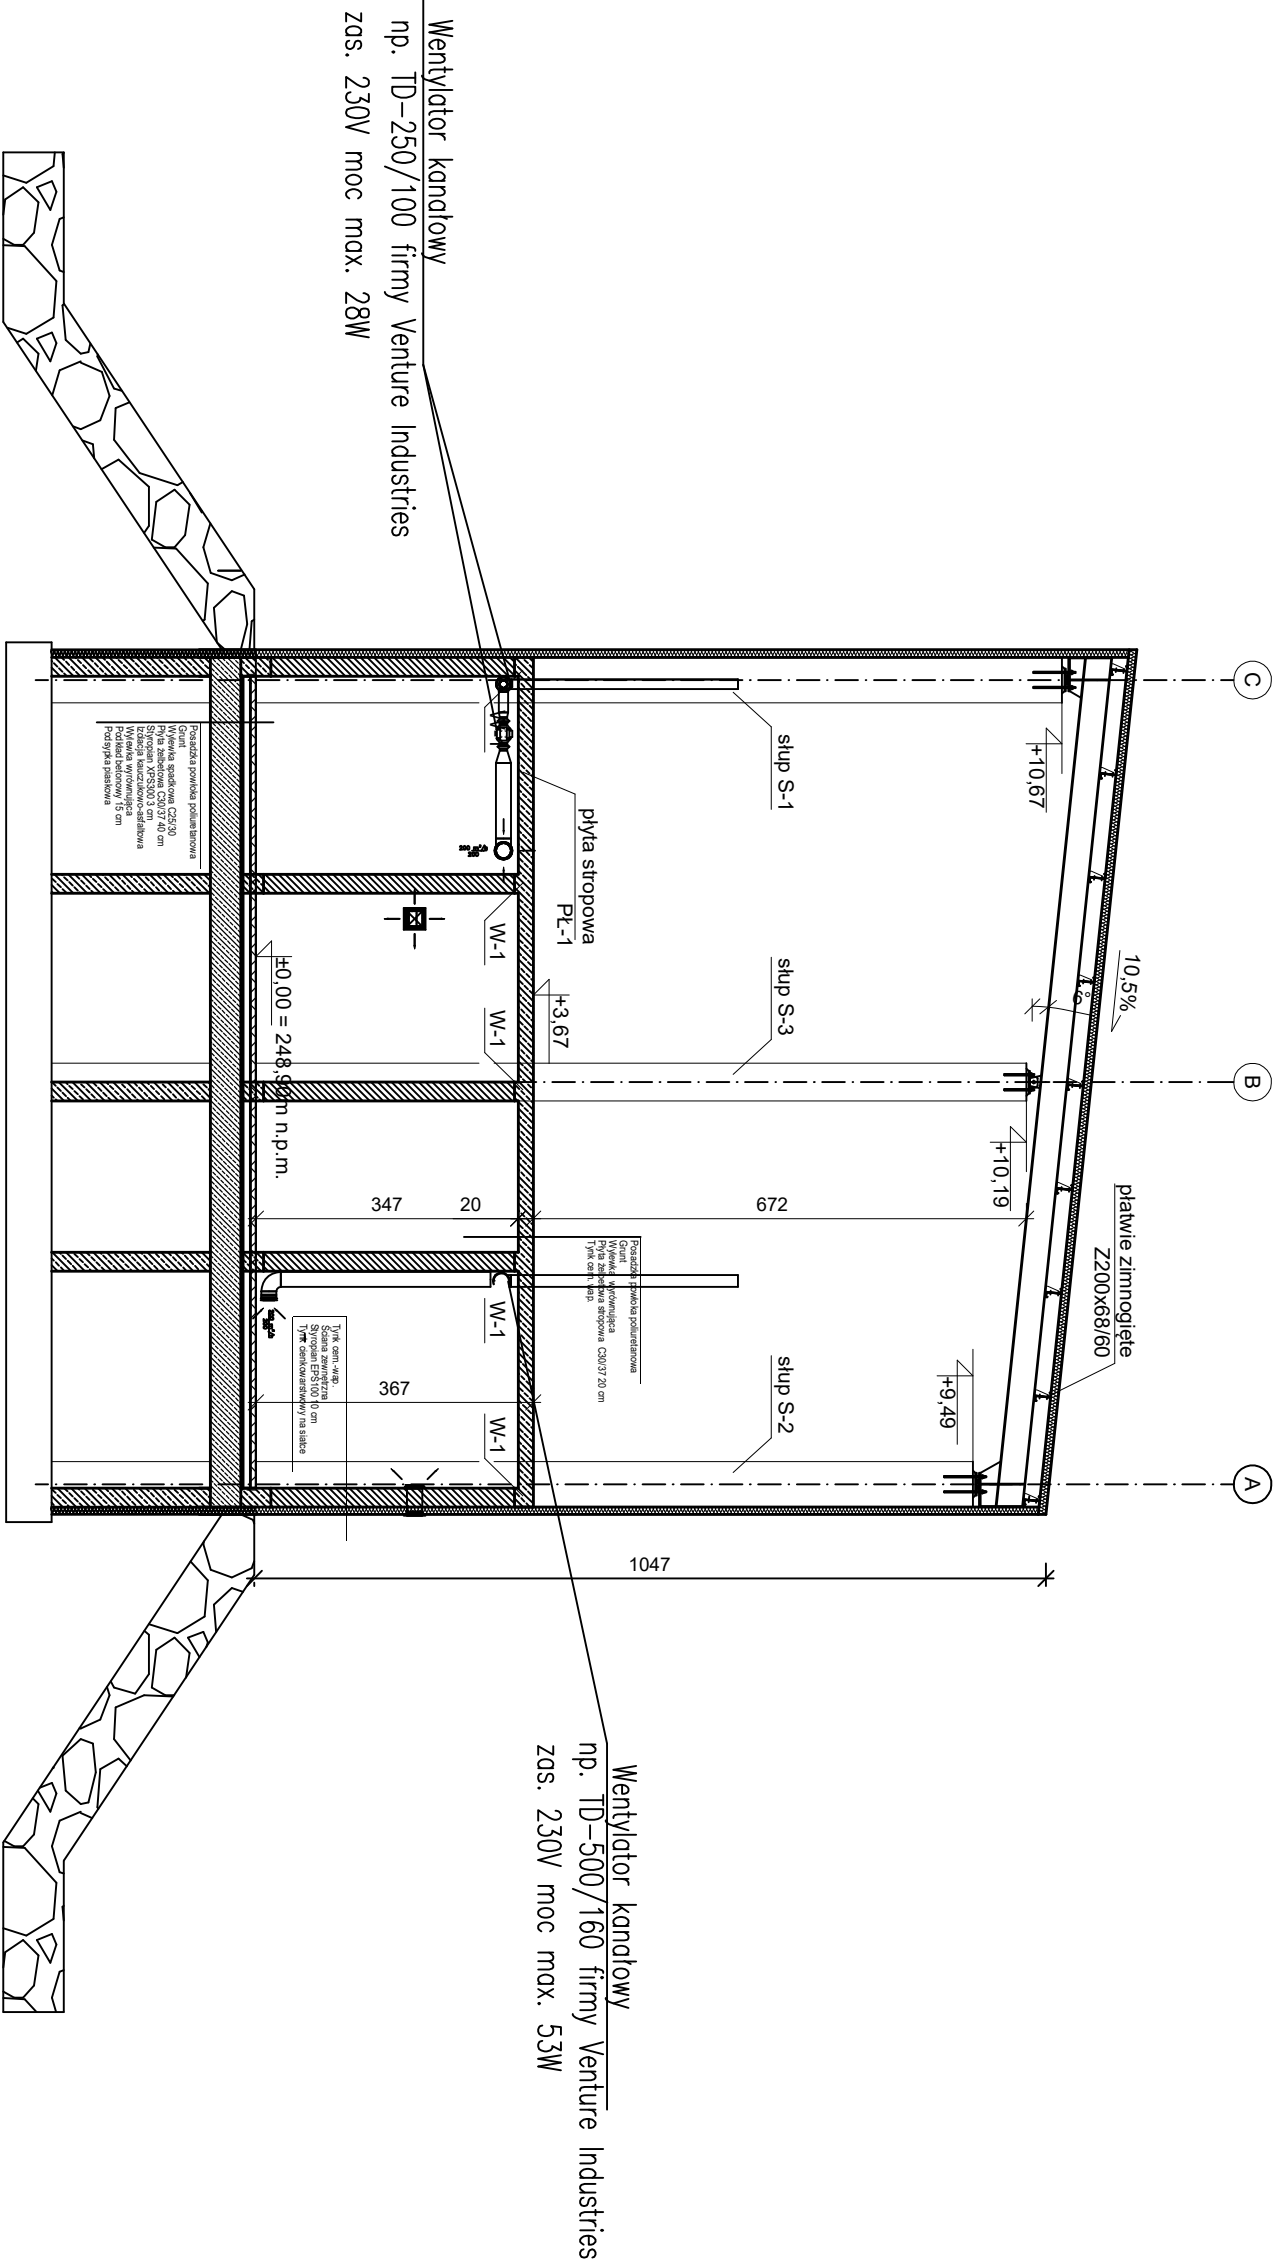 C
B
A
+10,67
10,5%
6°
płatwie zimnogięte
Z200x68/60
+10,19
+9,49
słup S-1
słup S-3
słup S-2
672
płyta stropowa
PŁ-1
+3,67
W-1
W-1
W-1
W-1
20
347
367
1047
±0,00 = 248,90m n.p.m.
Posadzka powłoka poliuretanowa
Grunt
Wylewka wyrównująca
Płyta żelbetowa stropowa C30/37 20 cm
Tynk cem. wap.
Tynk cem.-wap.
Ściana zewnętrzna
Styropian EPS100 10 cm
Tynk cienkowarstwowy na siatce
Posadzka powłoka poliuretanowa
Grunt
Wylewka spadkowa C25/30
Płyta żelbetowa C30/37 40 cm
Styropian XPS300 3 cm
Izolacja kauczukowo-asfaltowa
Wylewka wyrównująca
Podkład betonowy 15 cm
Podsypka piaskowa
Wentylator kanałowy
np. TD-250/100 firmy Venture Industries
zas. 230V moc max. 28W
Wentylator kanałowy
np. TD-500/160 firmy Venture Industries
zas. 230V moc max. 53W